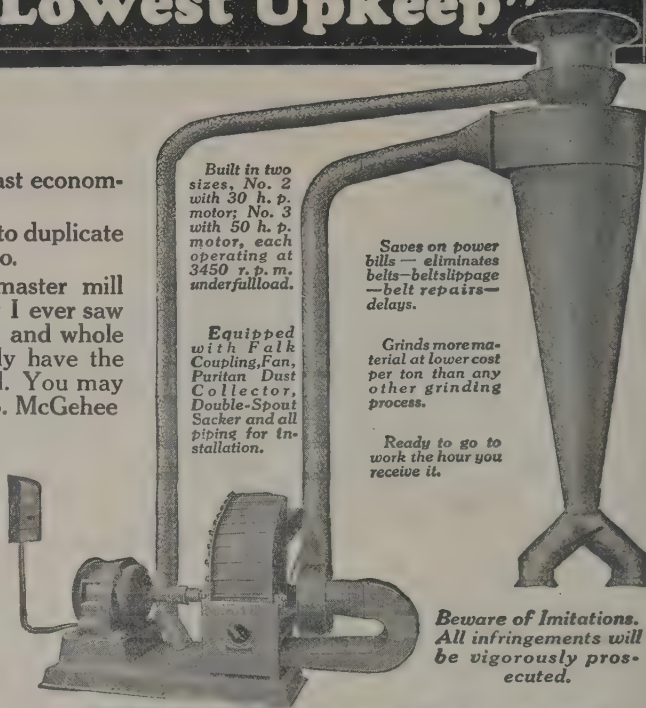 Lowest Upkeep"
ast econom-
to duplicate
o.
master mill
I ever saw
and whole
ly have the
l. You may
. McGehee
Built in two
sizes, No. 2
with 30 h. p.
motor; No. 3
with 50 h. p.
motor, each
operating at
3450 r. p. m.
underfullload.
Equipped
with Falk
Coupling,Fan,
Puritan Dust
Collector,
Double-Spout
Sacker and all
piping for in-
stallation.
Saves on power
bills — eliminates
belts—beltslippage
—belt repairs—
delays.
Grinds more ma-
terial at lower cost
per ton than any
other grinding
process.
Ready to go to
work the hour you
receive it.
Beware of Imitations.
All infringements will
be vigorously pros-
ecuted.